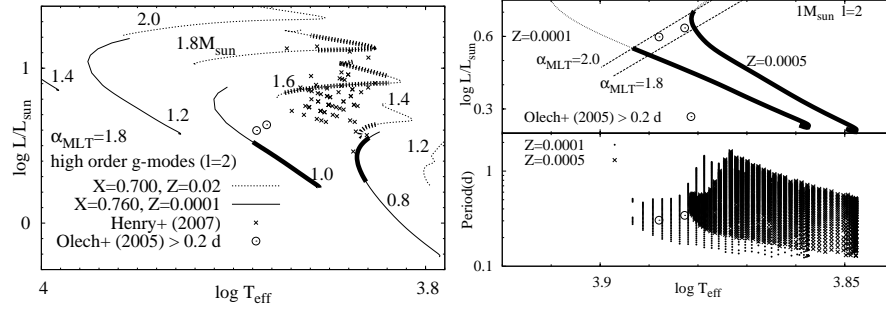 2.0
1.8M_sun
1
1.6
1.4
1.4
1.2
1.2
α_MLT=1.8
high order g-modes (l=2)
1.0
0.8
X=0.700, Z=0.02
X=0.760, Z=0.0001
0
Henry+ (2007)
Olech+ (2005) > 0.2 d
4
3.8
log T_eff
log L/L_sun
1M_sun l=2
0.6
Z=0.0001
α_MLT=2.0
Z=0.0005
α_MLT=1.8
0.3
Olech+ (2005) > 0.2 d
log L/L_sun
Z=0.0001
Z=0.0005
1
0.1
Period(d)
3.9
3.85
log T_eff